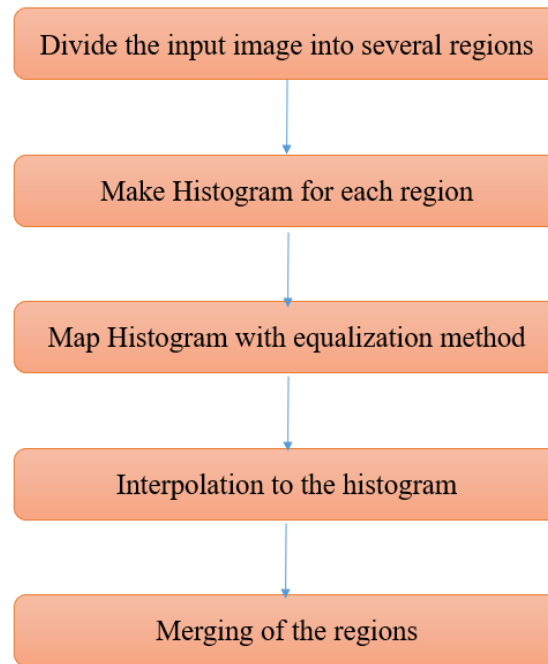 Divide the input image into several regions
Make Histogram for each region
Map Histogram with equalization method
Interpolation to the histogram
Merging of the regions